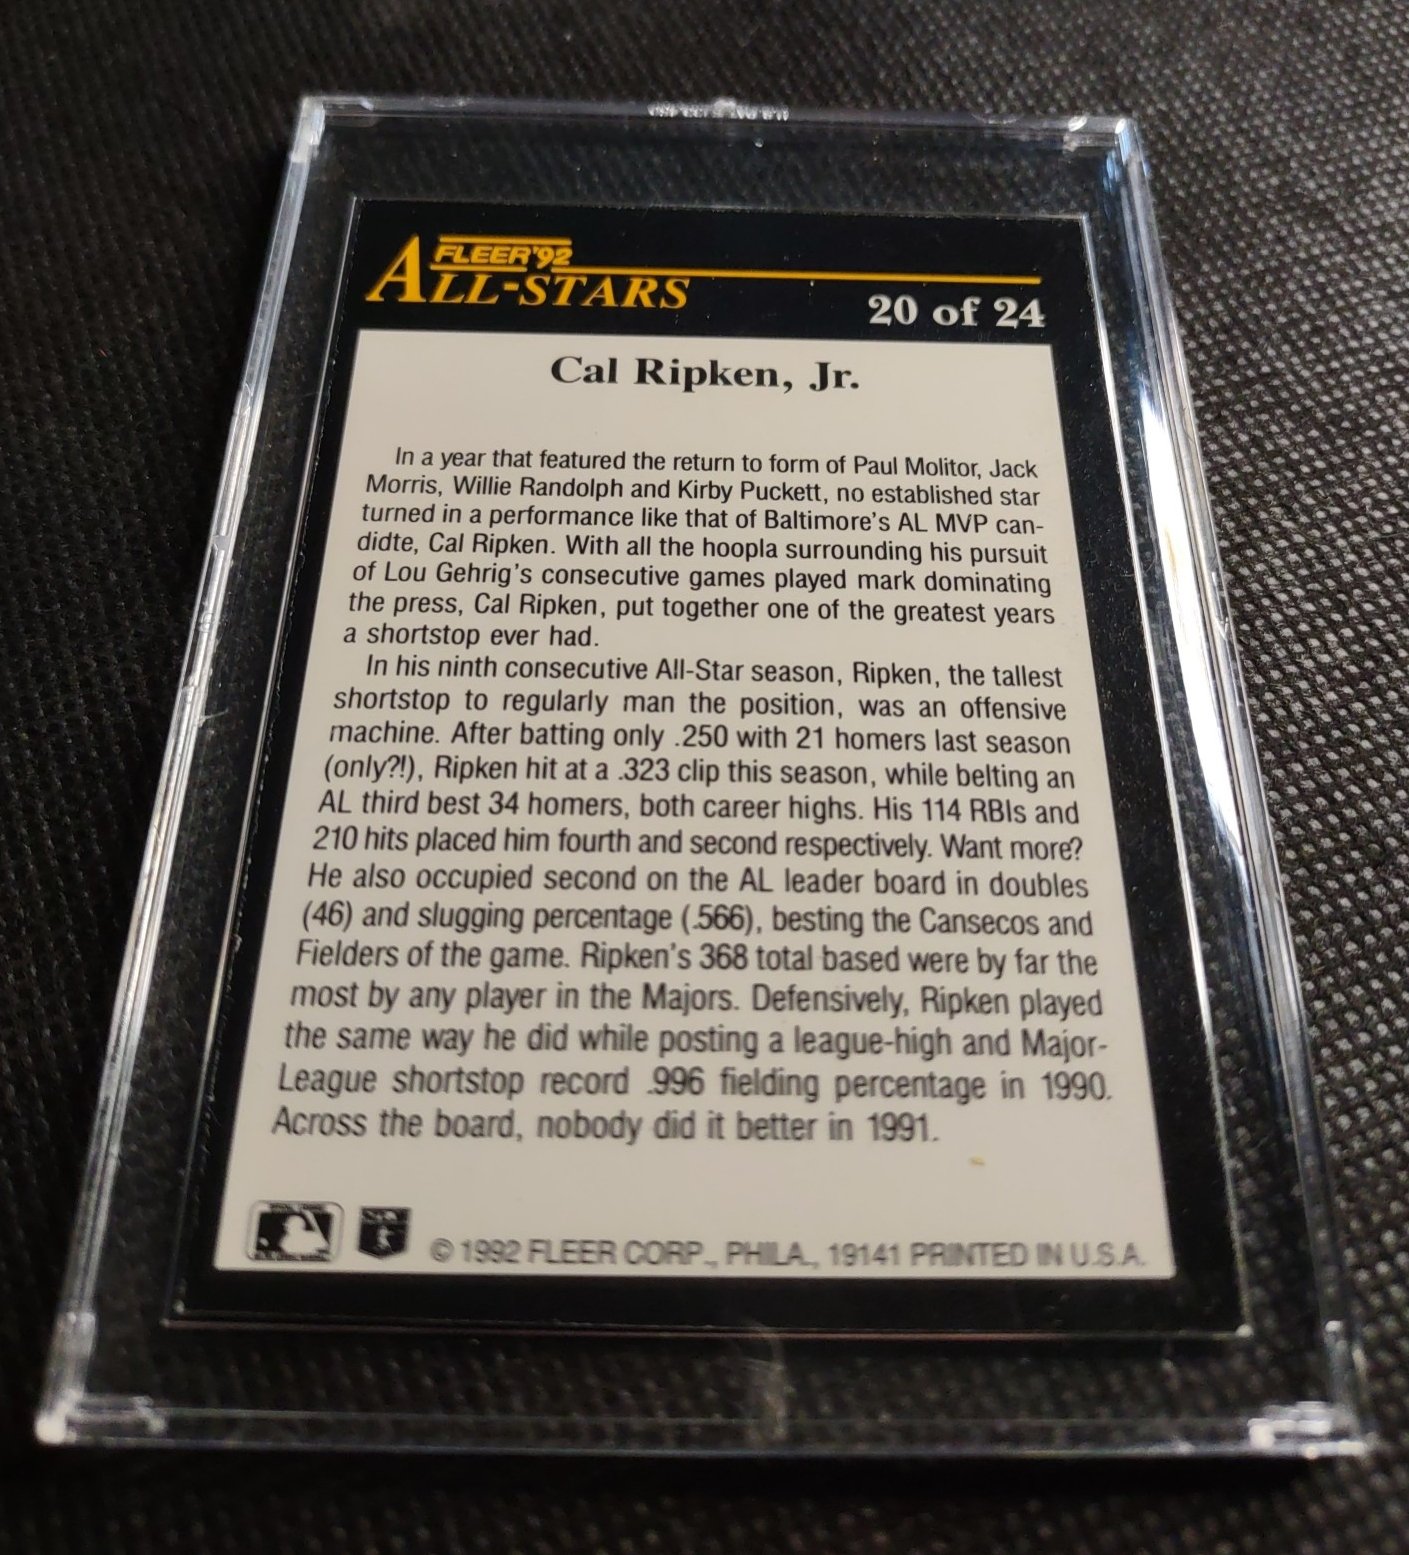 FLEER'92
ALL-STARS
20 of 24
Cal Ripken, Jr.
In a year that featured the return to form of Paul Molitor, Jack
Morris, Willie Randolph and Kirby Puckett, no established star
turned in a performance like that of Baltimore's AL MVP can-
didte, Cal Ripken. With all the hoopla surrounding his pursuit
of Lou Gehrig's consecutive games played mark dominating
the press, Cal Ripken, put together one of the greatest years
a shortstop ever had.
In his ninth consecutive All-Star season, Ripken, the tallest
shortstop to regularly man the position, was an offensive
machine. After batting only .250 with 21 homers last season
(only?!), Ripken hit at a .323 clip this season, while belting an
AL third best 34 homers, both career highs. His 114 RBIs and
210 hits placed him fourth and second respectively. Want more?
He also occupied second on the AL leader board in doubles
(46) and slugging percentage (.566), besting the Cansecos and
Fielders of the game. Ripken's 368 total based were by far the
most by any player in the Majors. Defensively, Ripken played
the same way he did while posting a league-high and Major-
League shortstop record .996 fielding percentage in 1990.
Across the board, nobody did it better in 1991.
© 1992 FLEER CORP., PHILA., 19141 PRINTED IN U.S.A.